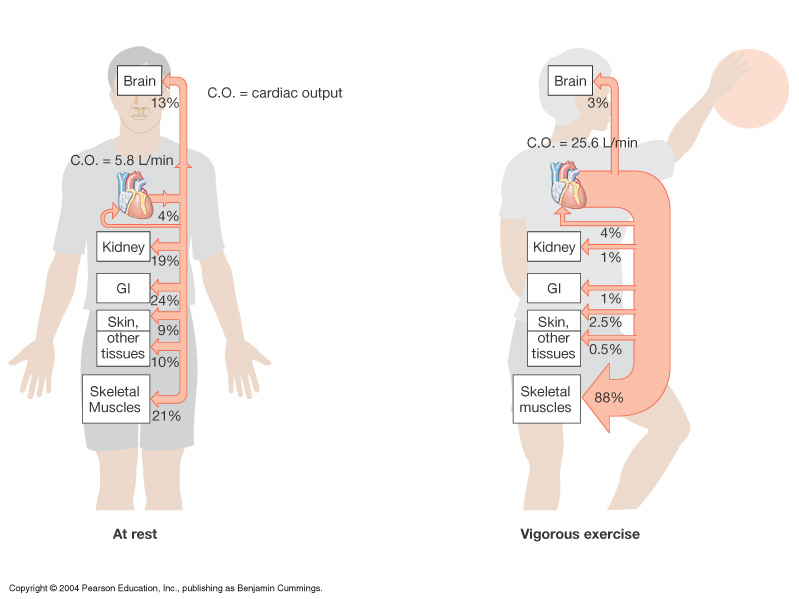 Brain
13%
C.O. = cardiac output
C.O. = 5.8 L/min
4%
Kidney
19%
GI
24%
Skin,
9%
other
tissues
10%
Skeletal
Muscles
21%
At rest
Brain
3%
C.O. = 25.6 L/min
4%
Kidney
1%
GI
1%
Skin,
2.5%
other
tissues
0.5%
Skeletal
muscles
88%
Vigorous exercise
Copyright © 2004 Pearson Education, Inc., publishing as Benjamin Cummings.